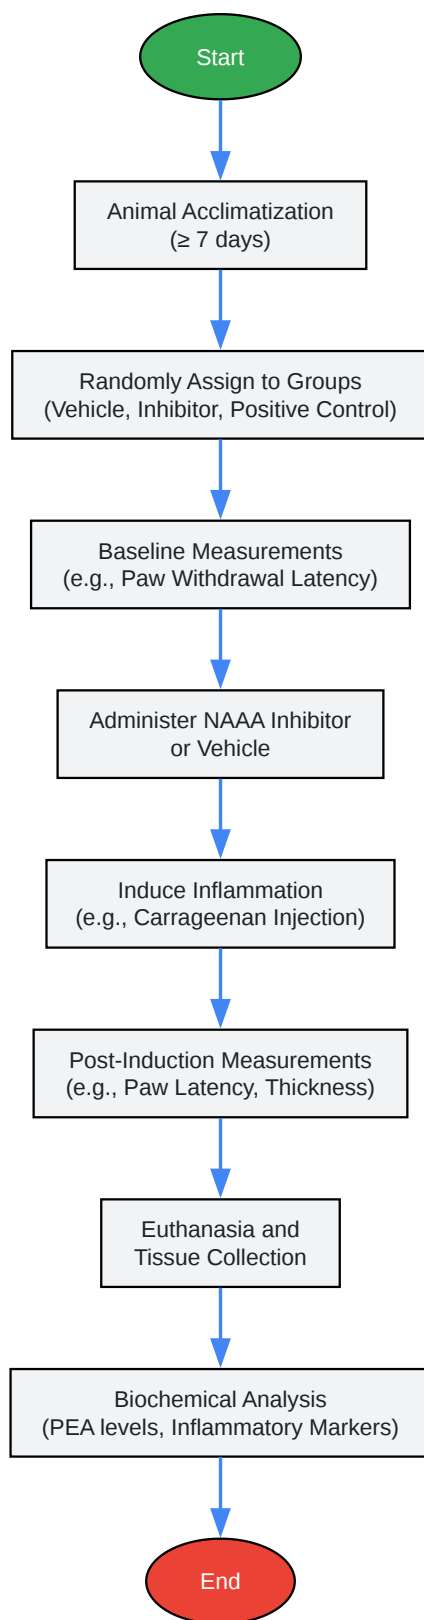 Start
Animal Acclimatization
(≥ 7 days)
Randomly Assign to Groups
(Vehicle, Inhibitor, Positive Control)
Baseline Measurements
(e.g., Paw Withdrawal Latency)
Administer NAAA Inhibitor
or Vehicle
Induce Inflammation
(e.g., Carrageenan Injection)
Post-Induction Measurements
(e.g., Paw Latency, Thickness)
Euthanasia and
Tissue Collection
Biochemical Analysis
(PEA levels, Inflammatory Markers)
End